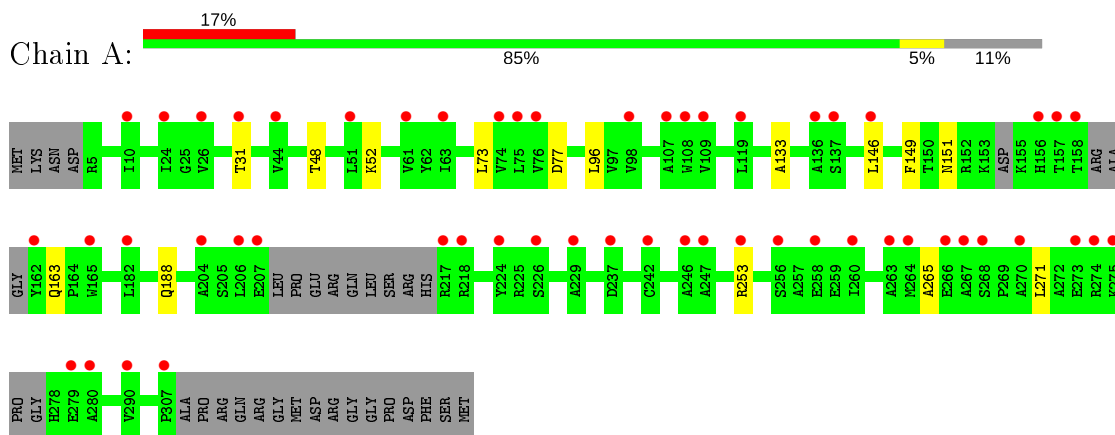 17%
Chain A:
85% 5% 11%
MET LYS ASN ASP R5 I10 I24 G25 V26 T31 V44 T48 L51 K52 V61 Y62 I63 L73 V74 L75 V76 D77 L96 V97 V98 A107 W108 V109 L119 A133 A136 S137 L146 F149 T150 N151 R152 K153 ASP K155 H156 T157 T158 ARG ALA
GLY Y162 Q163 P164 W165 L182 Q188 A204 S205 L206 E207 LEU PRO GLU ARG GLN LEU SER ARG HIS R217 R218 Y224 R225 S226 A229 D237 C242 A246 A247 R253 S256 A257 E258 E259 I260 A263 M264 A265 E266 A267 S268 P269 A270 L271 A272 E273 R274 K275
PRO GLY H278 E279 A280 V290 P307 ALA PRO ARG GLN ARG GLY MET ASP ARG GLY GLY PRO ASP PHE SER MET